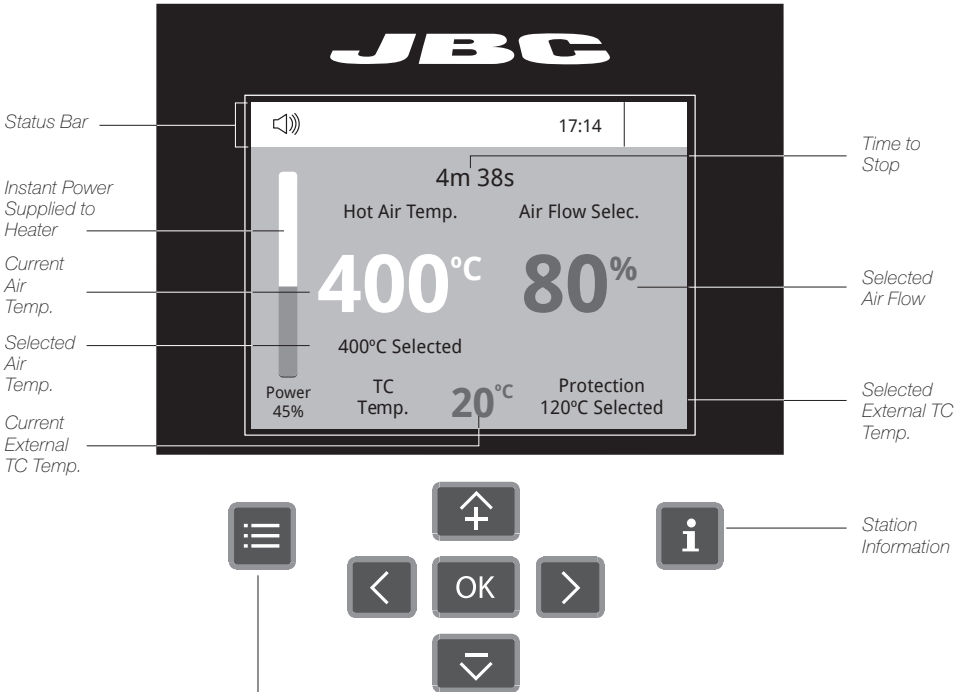 JBC
Status Bar
17:14
Time to
Stop
4m 38s
Instant Power
Supplied to
Heater
Hot Air Temp.
Air Flow Selec.
Current
Air
Temp.
400ºC
80%
Selected
Air Flow
Selected
Air
Temp.
400ºC Selected
Power
45%
TC
Temp.
20ºC
Protection
120ºC Selected
Selected
External TC
Temp.
Current
External
TC Temp.
i
Station
Information
OK